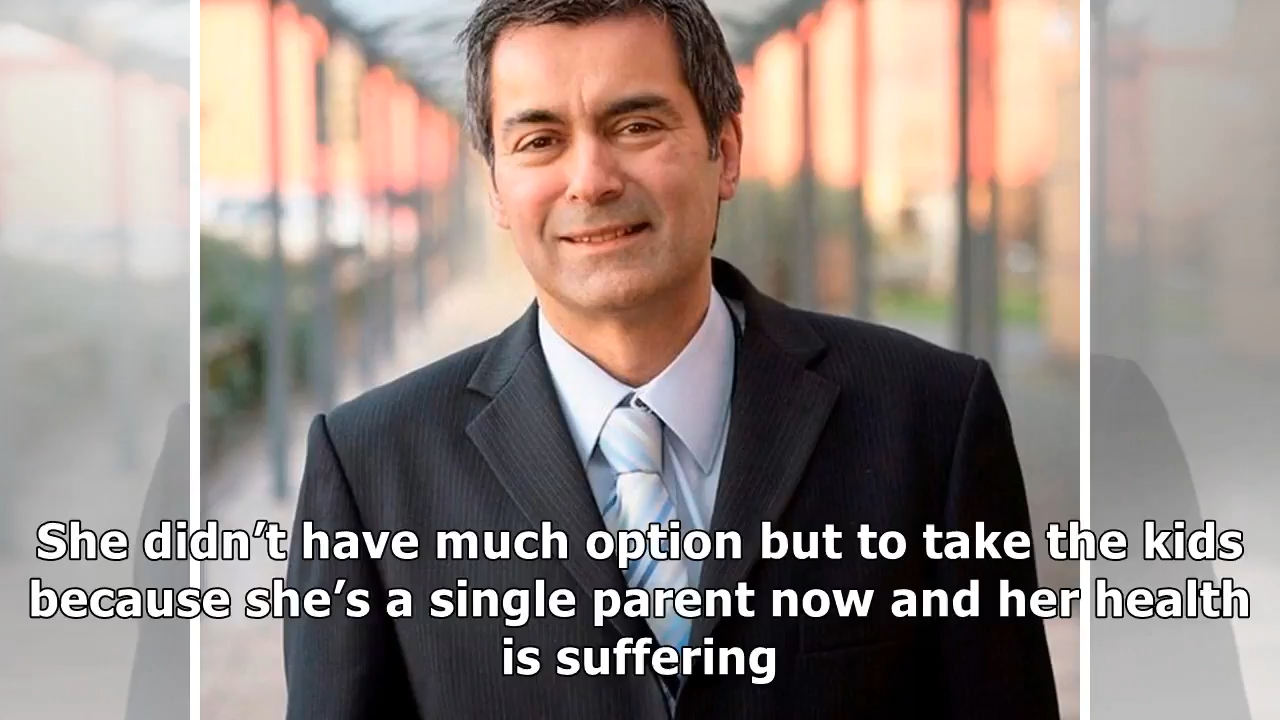 She didn’t have much option but to take the kids
because she’s a single parent now and her health
is suffering